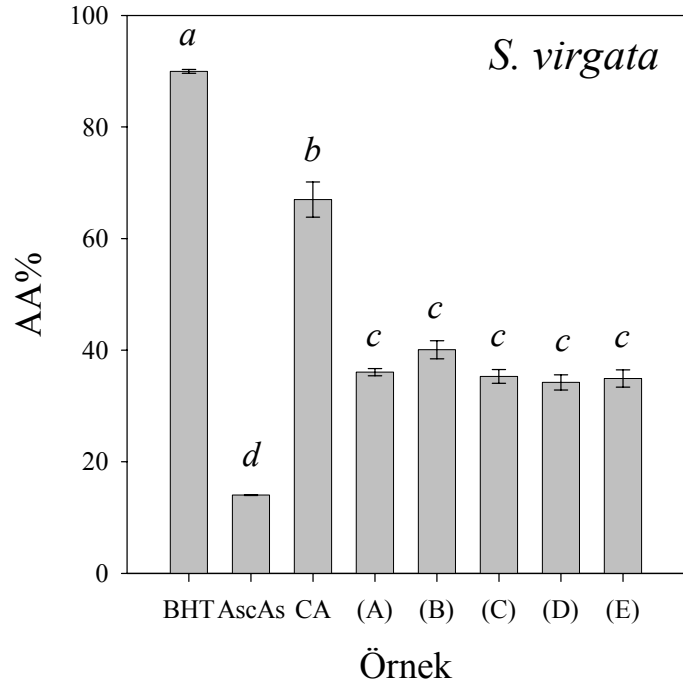 S. virgata
AA%
100
80
60
40
20
0
a
d
b
c
c
c
c
c
BHT AscAs CA (A) (B) (C) (D) (E)
Örnek